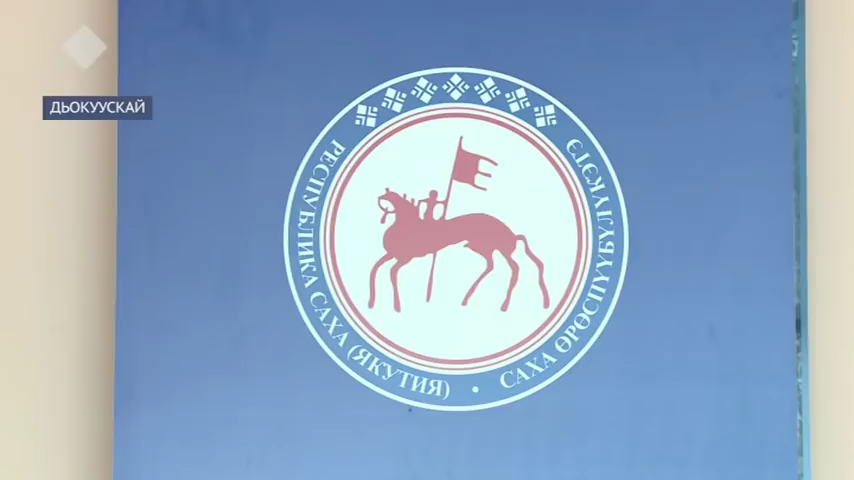 ДЬОКУУСКАЙ
РЕСПУБЛИКА САХА (ЯКУТИЯ) • САХА ӨРӨСПҮҮБҮЛҮКЭТЭ